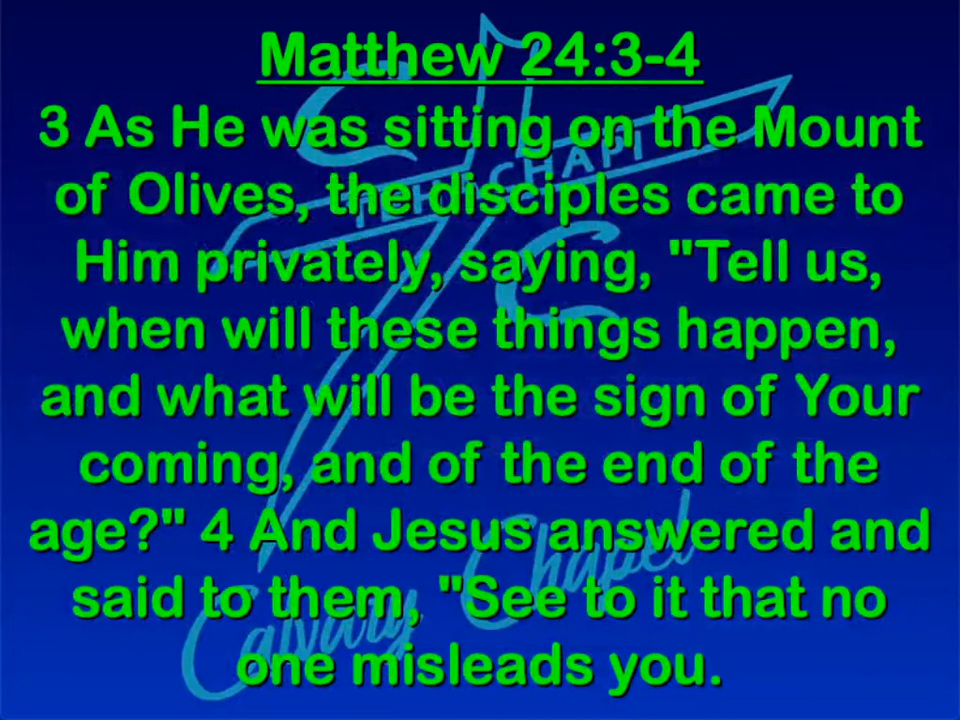 Matthew 24:3-4
3 As He was sitting on the Mount
of Olives, the disciples came to
Him privately, saying, "Tell us,
when will these things happen,
and what will be the sign of Your
coming, and of the end of the
age?" 4 And Jesus answered and
said to them, "See to it that no
one misleads you.
TEHACHAPI
Calvary Chapel